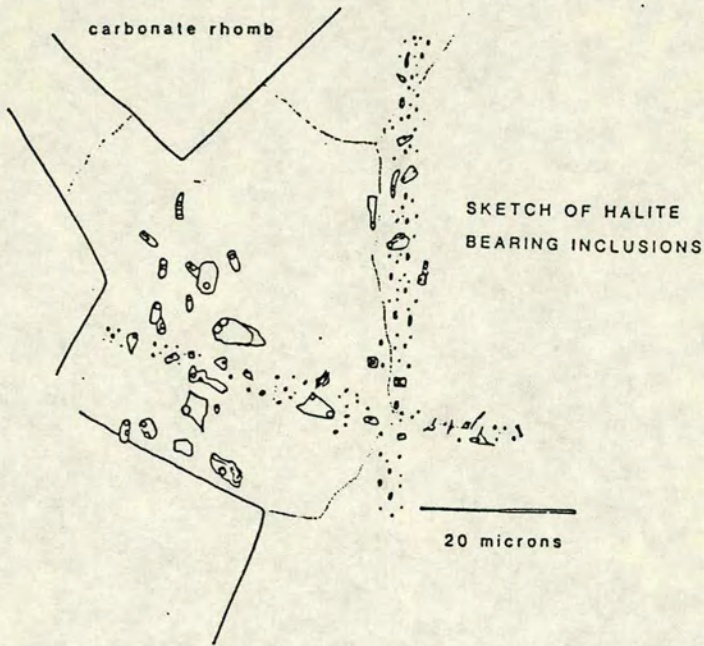 carbonate rhomb
SKETCH OF HALITE
BEARING INCLUSIONS
20 microns